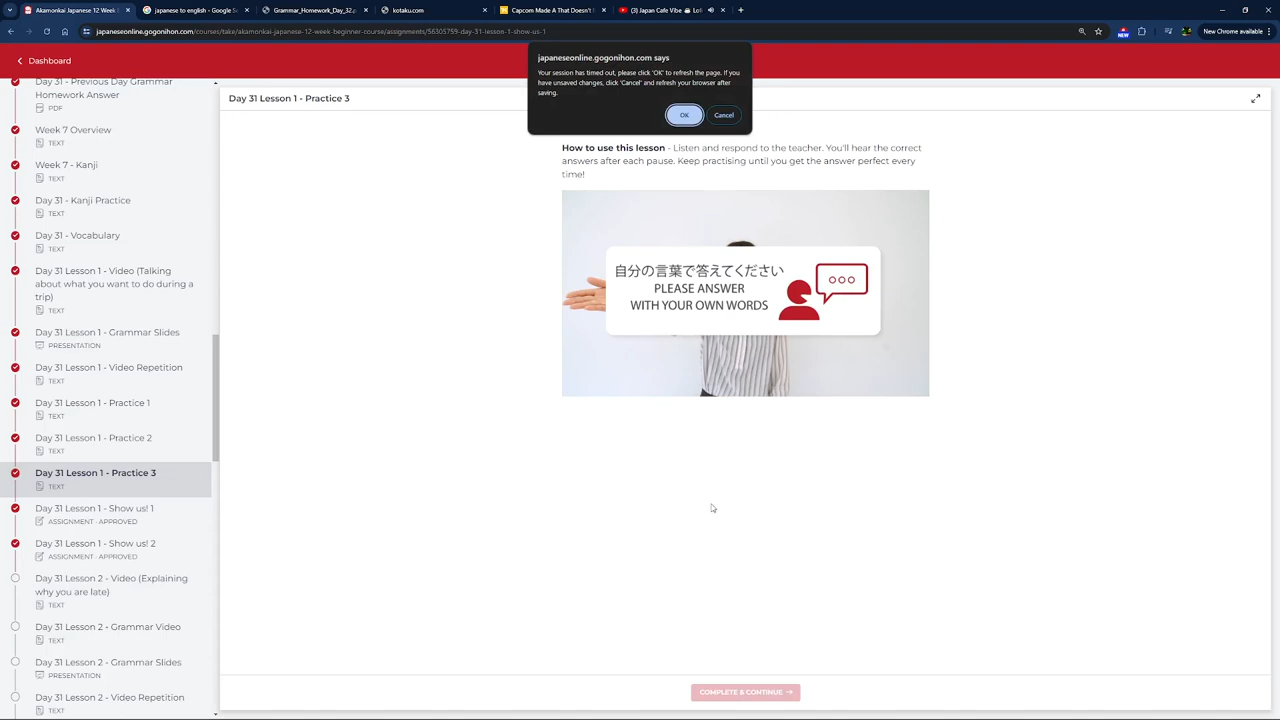 Akamonkai Japanese 12 Week B
japanese to english - Google S
Grammar_Homework_Day_32.p
kotaku.com
Capcom Made A That Doesn't
(3) Japan Cafe Vibe
japaneseonline.gogonihon.com/courses/take/akamonkai-japanese-12-week-beginner-course/assignments/56305759-day-31-lesson-1-show-us-1
NEW
New Chrome available
Dashboard
japaneseonline.gogonihon.com says
Your session has timed out, please click 'OK' to refresh the page. If you
have unsaved changes, click 'Cancel' and refresh your browser after
saving.
OK
Cancel
Day 31 - Previous Day Grammar
Homework Answer
PDF
Week 7 Overview
TEXT
Week 7 - Kanji
TEXT
Day 31 - Kanji Practice
TEXT
Day 31 - Vocabulary
TEXT
Day 31 Lesson 1 - Video (Talking
about what you want to do during a
trip)
TEXT
Day 31 Lesson 1 - Grammar Slides
PRESENTATION
Day 31 Lesson 1 - Video Repetition
TEXT
Day 31 Lesson 1 - Practice 1
TEXT
Day 31 Lesson 1 - Practice 2
TEXT
Day 31 Lesson 1 - Practice 3
TEXT
Day 31 Lesson 1 - Show us! 1
ASSIGNMENT · APPROVED
Day 31 Lesson 1 - Show us! 2
ASSIGNMENT · APPROVED
Day 31 Lesson 2 - Video (Explaining
why you are late)
TEXT
Day 31 Lesson 2 - Grammar Video
TEXT
Day 31 Lesson 2 - Grammar Slides
PRESENTATION
Day 31 Lesson 2 - Video Repetition
TEXT
Day 31 Lesson 1 - Practice 3
How to use this lesson - Listen and respond to the teacher. You'll hear the correct
answers after each pause. Keep practising until you get the answer perfect every
time!
自分の言葉で答えてください
PLEASE ANSWER
WITH YOUR OWN WORDS
COMPLETE & CONTINUE